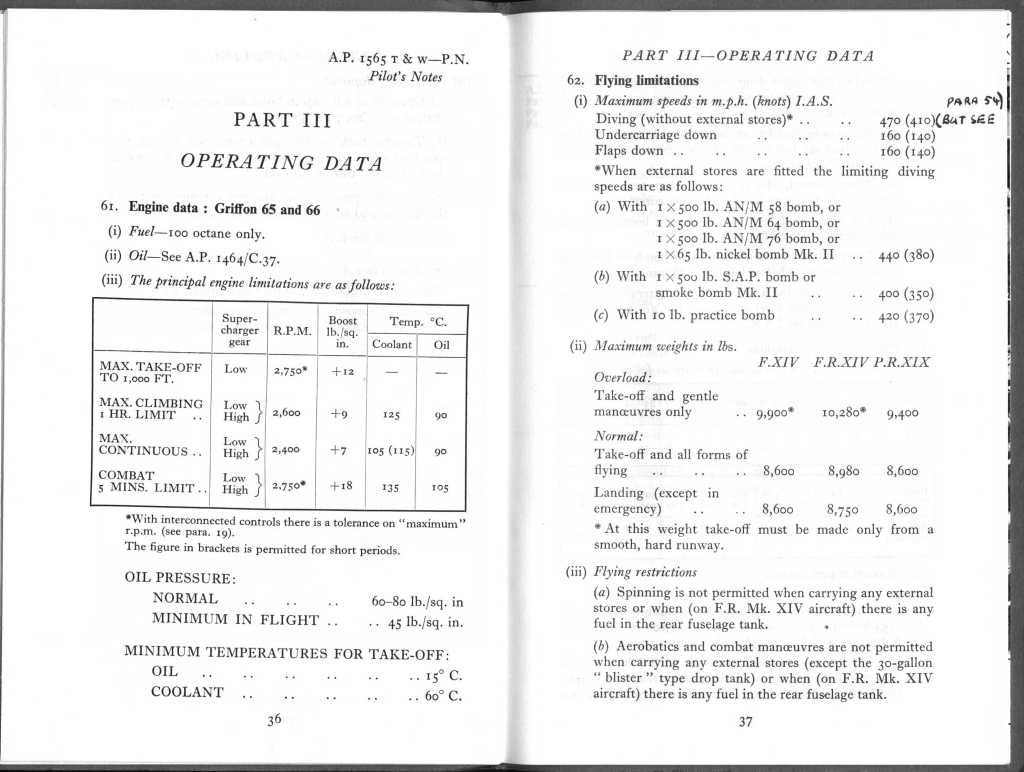 A.P. 1565 T & W—P.N.
Pilot's Notes
PART III
OPERATING DATA
61. Engine data : Griffon 65 and 66
(i) Fuel—100 octane only.
(ii) Oil—See A.P. 1464/C.37.
(iii) The principal engine limitations are as follows:
Super-charger gear R.P.M. Boost lb./sq. in. Temp. °C.
Coolant Oil
MAX. TAKE-OFF TO 1,000 FT. Low 2,750* +12 — —
MAX. CLIMBING 1 HR. LIMIT .. Low High } 2,600 +9 125 90
MAX. CONTINUOUS .. Low High } 2,400 +7 105 (115) 90
COMBAT 5 MINS. LIMIT .. Low High } 2,750* +18 135 105
*With interconnected controls there is a tolerance on "maximum"
r.p.m. (see para. 19).
The figure in brackets is permitted for short periods.
OIL PRESSURE:
NORMAL .. .. .. 60–80 lb./sq. in
MINIMUM IN FLIGHT .. .. 45 lb./sq. in.
MINIMUM TEMPERATURES FOR TAKE-OFF:
OIL .. .. .. .. .. .. 15° C.
COOLANT .. .. .. .. .. 60° C.
36
PART III—OPERATING DATA
62. Flying limitations
(i) Maximum speeds in m.p.h. (knots) I.A.S. PARA 54)
Diving (without external stores)* .. .. 470 (410) (BUT SEE
Undercarriage down .. .. .. 160 (140)
Flaps down .. .. .. .. .. 160 (140)
*When external stores are fitted the limiting diving
speeds are as follows:
(a) With 1 × 500 lb. AN/M 58 bomb, or
1 × 500 lb. AN/M 64 bomb, or
1 × 500 lb. AN/M 76 bomb, or
1 × 65 lb. nickel bomb Mk. II .. 440 (380)
(b) With 1 × 500 lb. S.A.P. bomb or
smoke bomb Mk. II .. .. 400 (350)
(c) With 10 lb. practice bomb .. .. 420 (370)
(ii) Maximum weights in lbs.
F.XIV F.R.XIV P.R.XIX
Overload:
Take-off and gentle
manœuvres only .. 9,900* 10,280* 9,400
Normal:
Take-off and all forms of
flying .. .. .. 8,600 8,980 8,600
Landing (except in
emergency) .. .. 8,600 8,750 8,600
* At this weight take-off must be made only from a
smooth, hard runway.
(iii) Flying restrictions
(a) Spinning is not permitted when carrying any external
stores or when (on F.R. Mk. XIV aircraft) there is any
fuel in the rear fuselage tank.
(b) Aerobatics and combat manœuvres are not permitted
when carrying any external stores (except the 30-gallon
" blister " type drop tank) or when (on F.R. Mk. XIV
aircraft) there is any fuel in the rear fuselage tank.
37